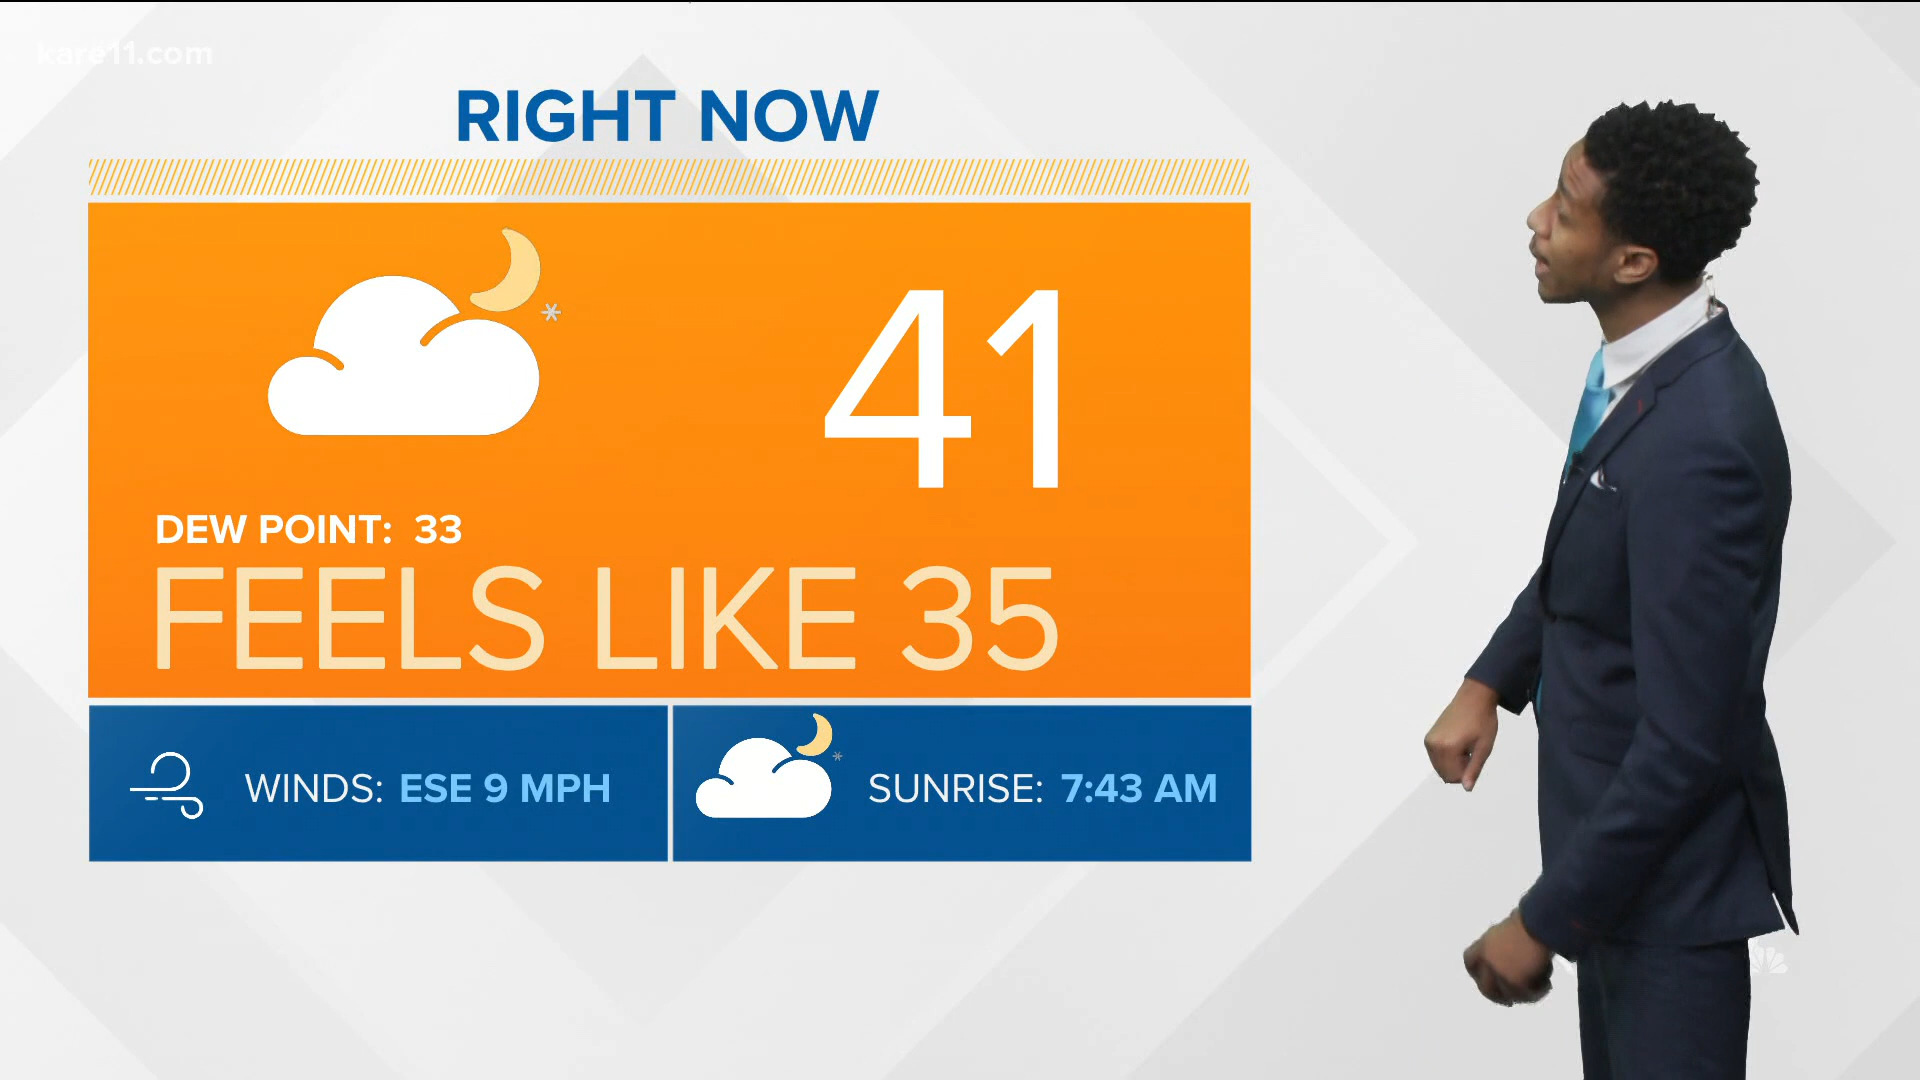 kare11.com
RIGHT NOW
41
DEW POINT: 33
FEELS LIKE 35
WINDS: ESE 9 MPH
SUNRISE: 7:43 AM